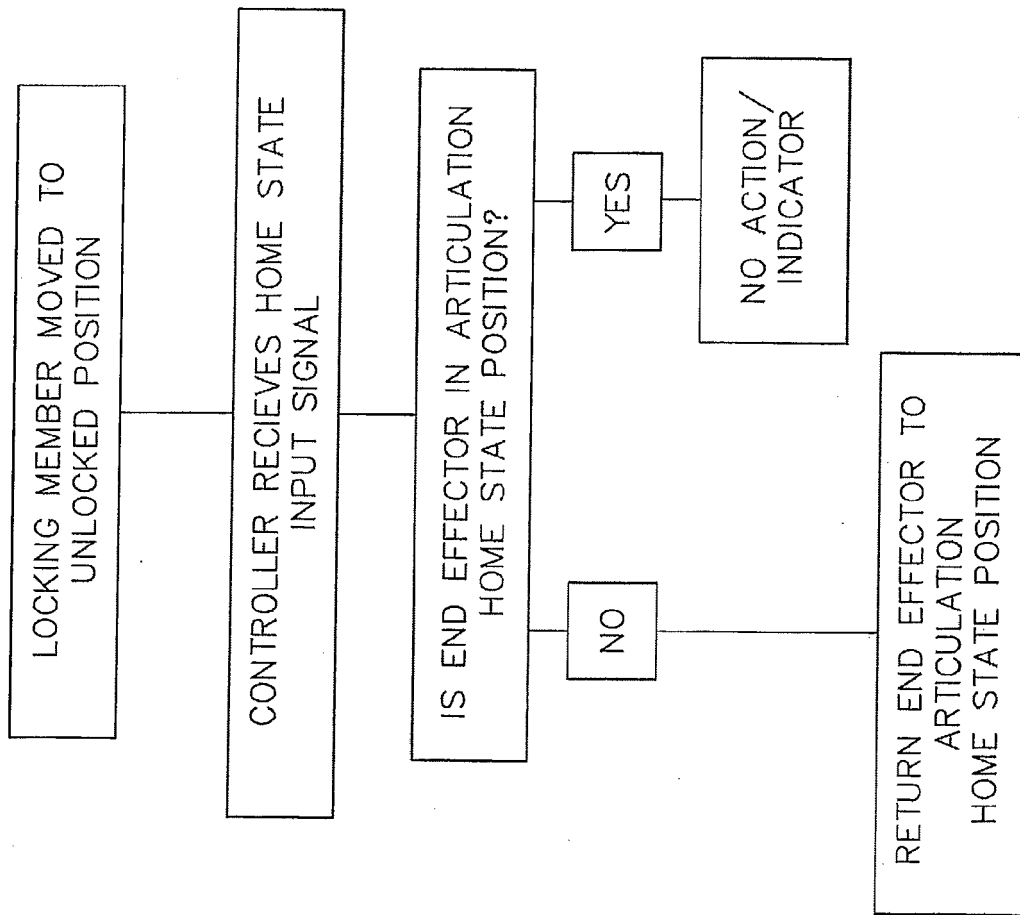 LOCKING MEMBER MOVED TO
UNLOCKED POSITION
CONTROLLER RECIEVES HOME STATE
INPUT SIGNAL
IS END EFFECTOR IN ARTICULATION
HOME STATE POSITION?
NO
YES
RETURN END EFFECTOR TO
ARTICULATION
HOME STATE POSITION
NO ACTION/
INDICATOR